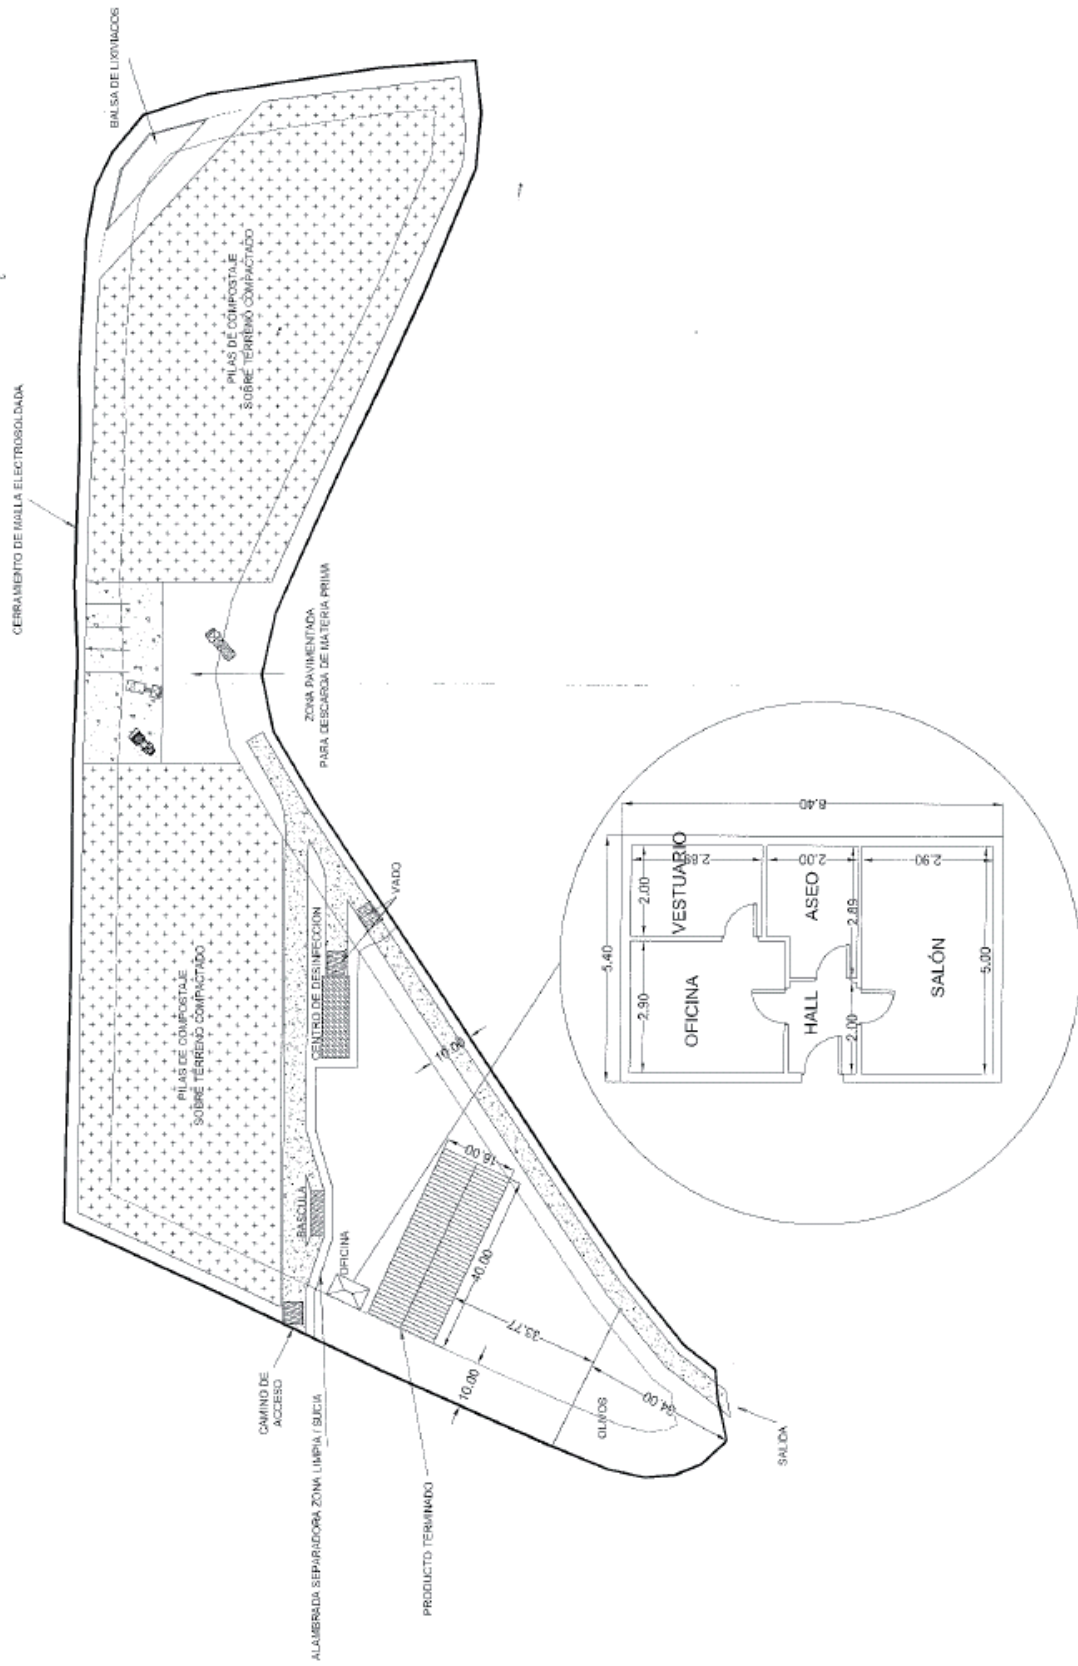 BALSA DE LIXIVIADOS
CERRAMIENTO DE MALLA ELECTROSOLDADA
PILAS DE COMPOSTAJE
SOBRE TERRENO COMPACTADO
ZONA PAVIMENTADA
PARA DESCARGA DE MATERIA PRIMA
PILAS DE COMPOSTAJE
SOBRE TERRENO COMPACTADO
VADO
CENTRO DE DESINFECCION
BASCULA
OFICINA
10.00
16.00
40.00
33.77
10.00
34.00
OLIVOS
CAMINO DE
ACCESO
ALAMBRADA SEPARADORA ZONA LIMPIA / SUCIA
PRODUCTO TERMINADO
SALIDA
8.40
5.40
2.00
VESTUARIO
2.89
2.90
OFICINA
2.00
ASEO
2.89
HALL
2.00
2.90
SALÓN
5.00